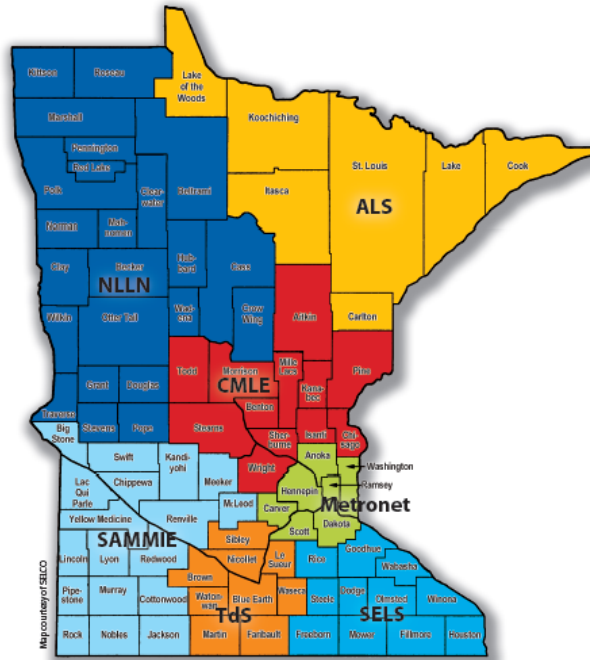 Kittson
Roseau
Lake
of the
Woods
Marshall
Koochiching
Pennington
Red Lake
St. Louis
Lake
Cook
Polk
Clear-
water
Beltrami
Itasca
ALS
Norman
Mah-
nomen
Clay
Becker
Hub-
bard
Cass
NLLN
Wilkin
Otter Tail
Wad-
ena
Crow
Wing
Aitkin
Carlton
Todd
Morrison
Mille
Lacs
Pine
Grant
Douglas
CMLE
Kana-
bec
Benton
Traverse
Stevens
Pope
Stearns
Big
Stone
Sher-
burne
Isanti
Chi-
sago
Swift
Kandi-
yohi
Anoka
Washington
Wright
Meeker
Lac
Qui
Parle
Chippewa
Ramsey
Hennepin
McLeod
Carver
Metronet
Yellow Medicine
Renville
Scott
Dakota
SAMMIE
Sibley
Lincoln
Lyon
Redwood
Nicollet
Le
Sueur
Rice
Goodhue
Wabasha
Brown
Pipe-
stone
Murray
Cottonwood
Waton-
wan
Blue Earth
Waseca
Steele
Dodge
Olmsted
Winona
TdS
SELS
Rock
Nobles
Jackson
Martin
Faribault
Freeborn
Mower
Fillmore
Houston
Map courtesy of SELCO